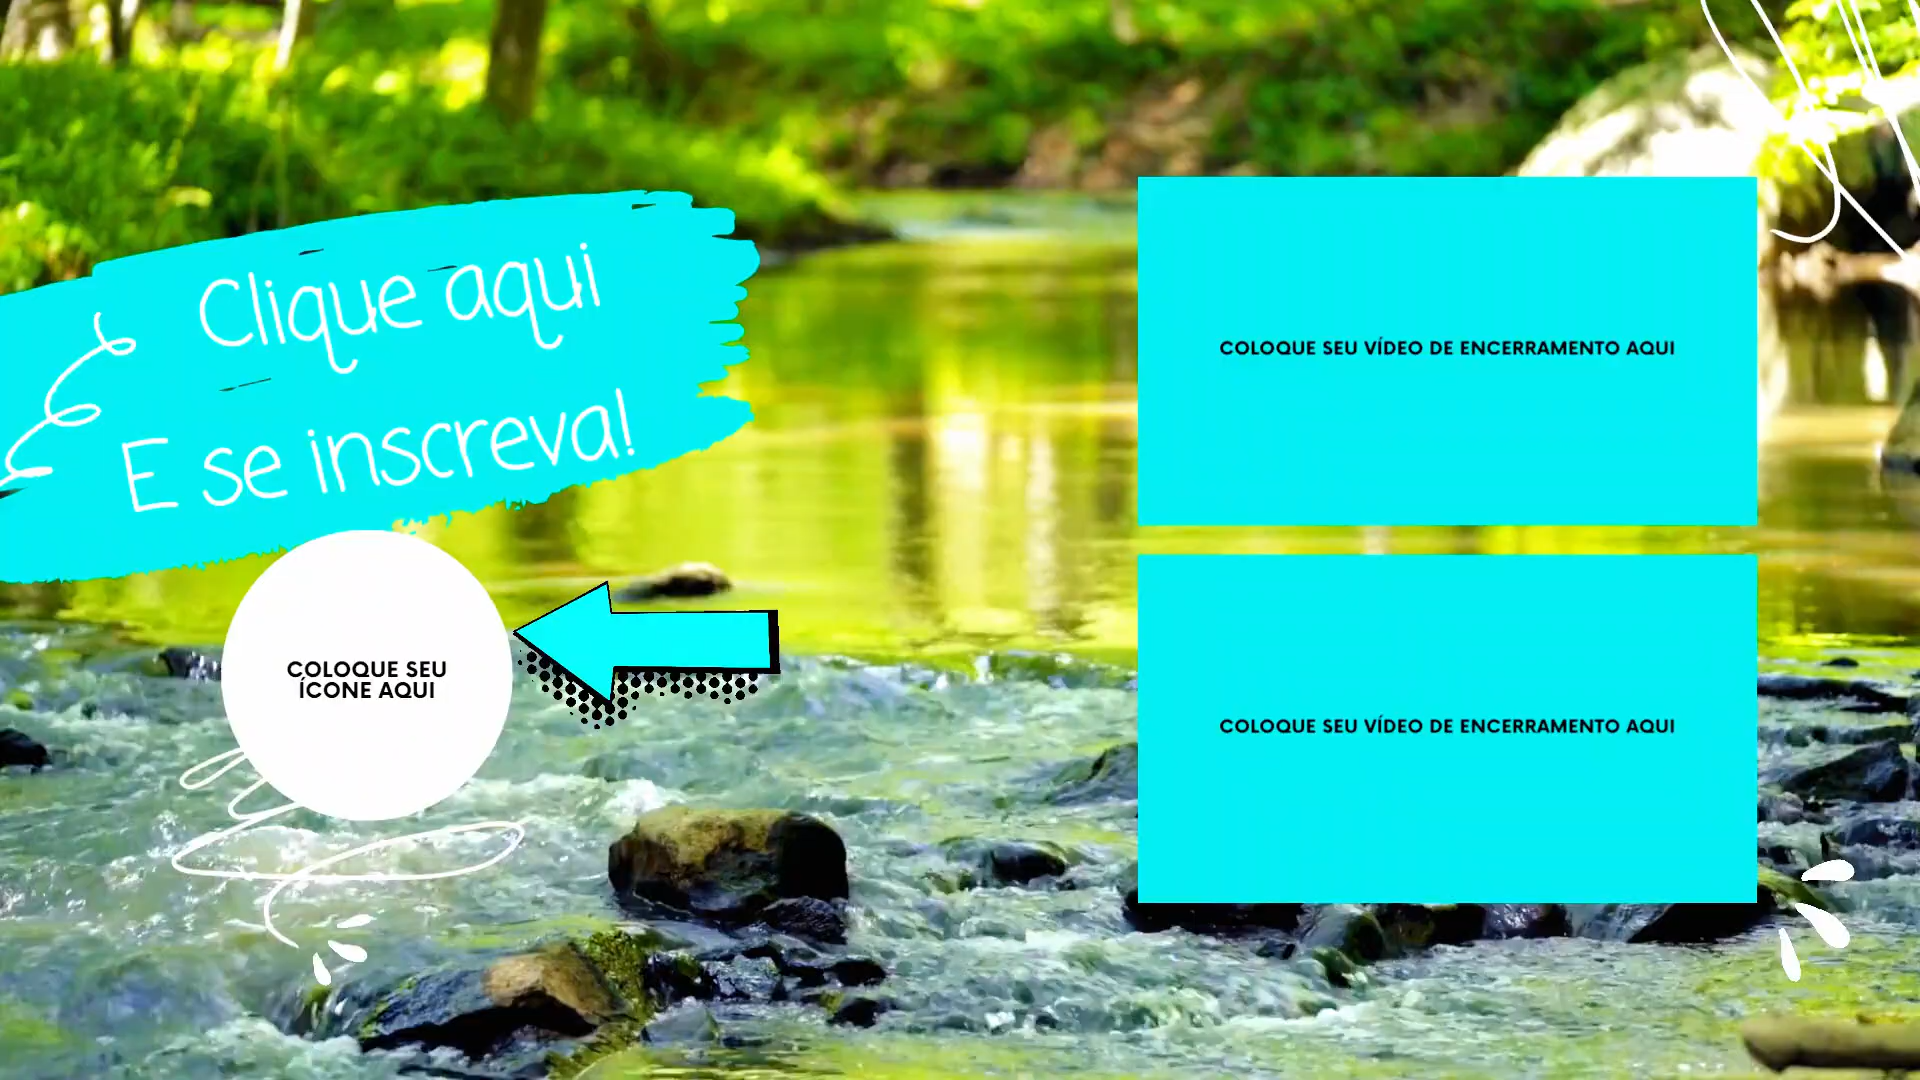 Clique aqui
E se inscreva!
COLOQUE SEU
ÍCONE AQUI
COLOQUE SEU VÍDEO DE ENCERRAMENTO AQUI
COLOQUE SEU VÍDEO DE ENCERRAMENTO AQUI